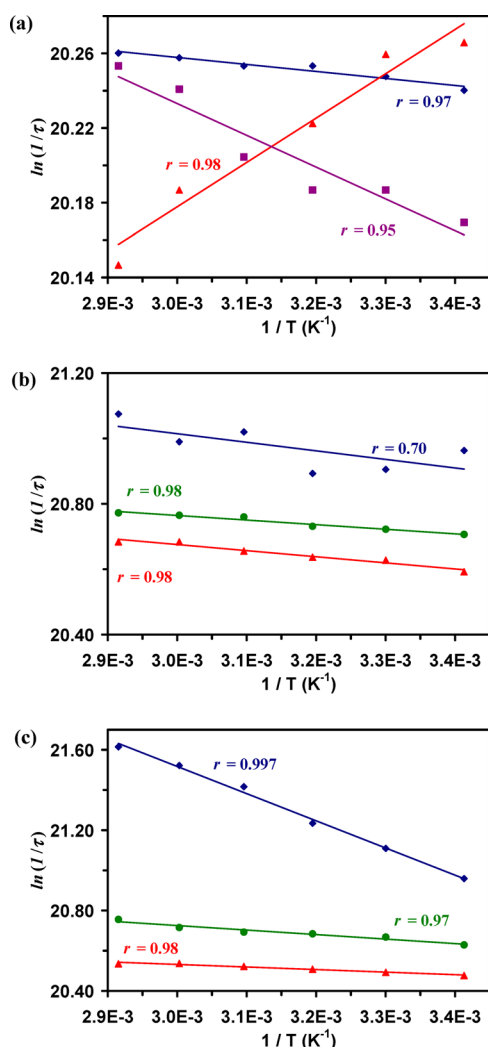 (a)
20.26
20.22
20.18
20.14
ln (1/τ)
r = 0.97
r = 0.98
r = 0.95
2.9E-3 3.0E-3 3.1E-3 3.2E-3 3.3E-3 3.4E-3
1 / T (K⁻¹)
(b)
21.20
20.80
20.40
ln (1/τ)
r = 0.70
r = 0.98
r = 0.98
2.9E-3 3.0E-3 3.1E-3 3.2E-3 3.3E-3 3.4E-3
1 / T (K⁻¹)
(c)
21.60
21.20
20.80
20.40
ln (1/τ)
r = 0.997
r = 0.97
r = 0.98
2.9E-3 3.0E-3 3.1E-3 3.2E-3 3.3E-3 3.4E-3
1 / T (K⁻¹)